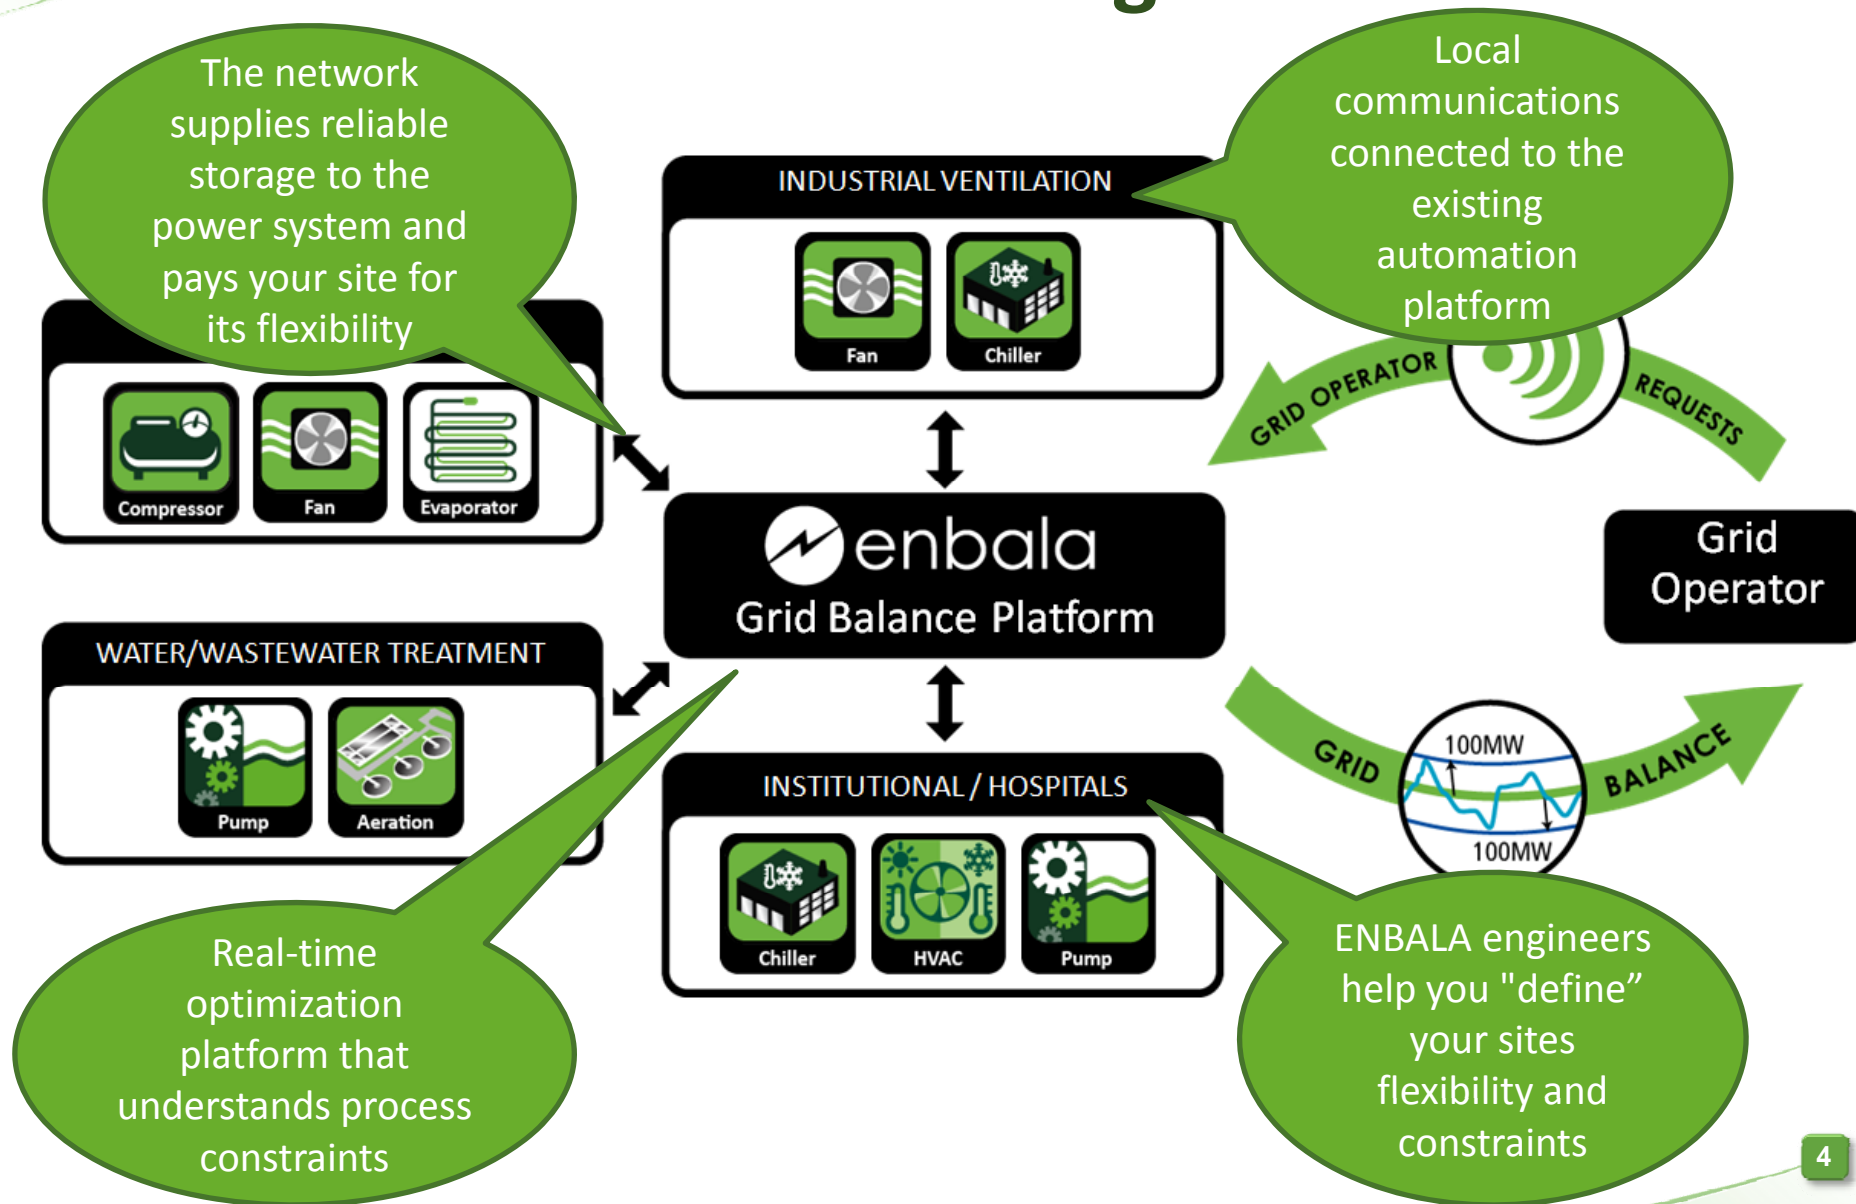 The network
supplies reliable
storage to the
power system and
pays your site for
its flexibility
Local
communications
connected to the
existing
automation
platform
INDUSTRIAL VENTILATION
Fan
Chiller
Compressor
Fan
Evaporator
GRID OPERATOR
REQUESTS
enbala
Grid Balance Platform
Grid
Operator
WATER/WASTEWATER TREATMENT
Pump
Aeration
INSTITUTIONAL / HOSPITALS
Chiller
HVAC
Pump
GRID
100MW
100MW
BALANCE
Real-time
optimization
platform that
understands process
constraints
ENBALA engineers
help you "define”
your sites
flexibility and
constraints
4